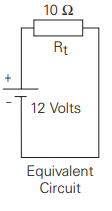 10 Ω
Rt
+
−
12 Volts
Equivalent
Circuit